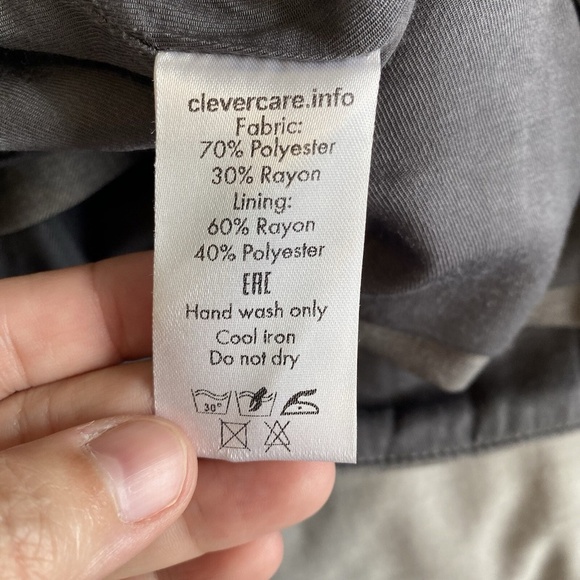 clevercare.info
Fabric:
70% Polyester
30% Rayon
Lining:
60% Rayon
40% Polyester
EAC
Hand wash only
Cool iron
Do not dry
30°